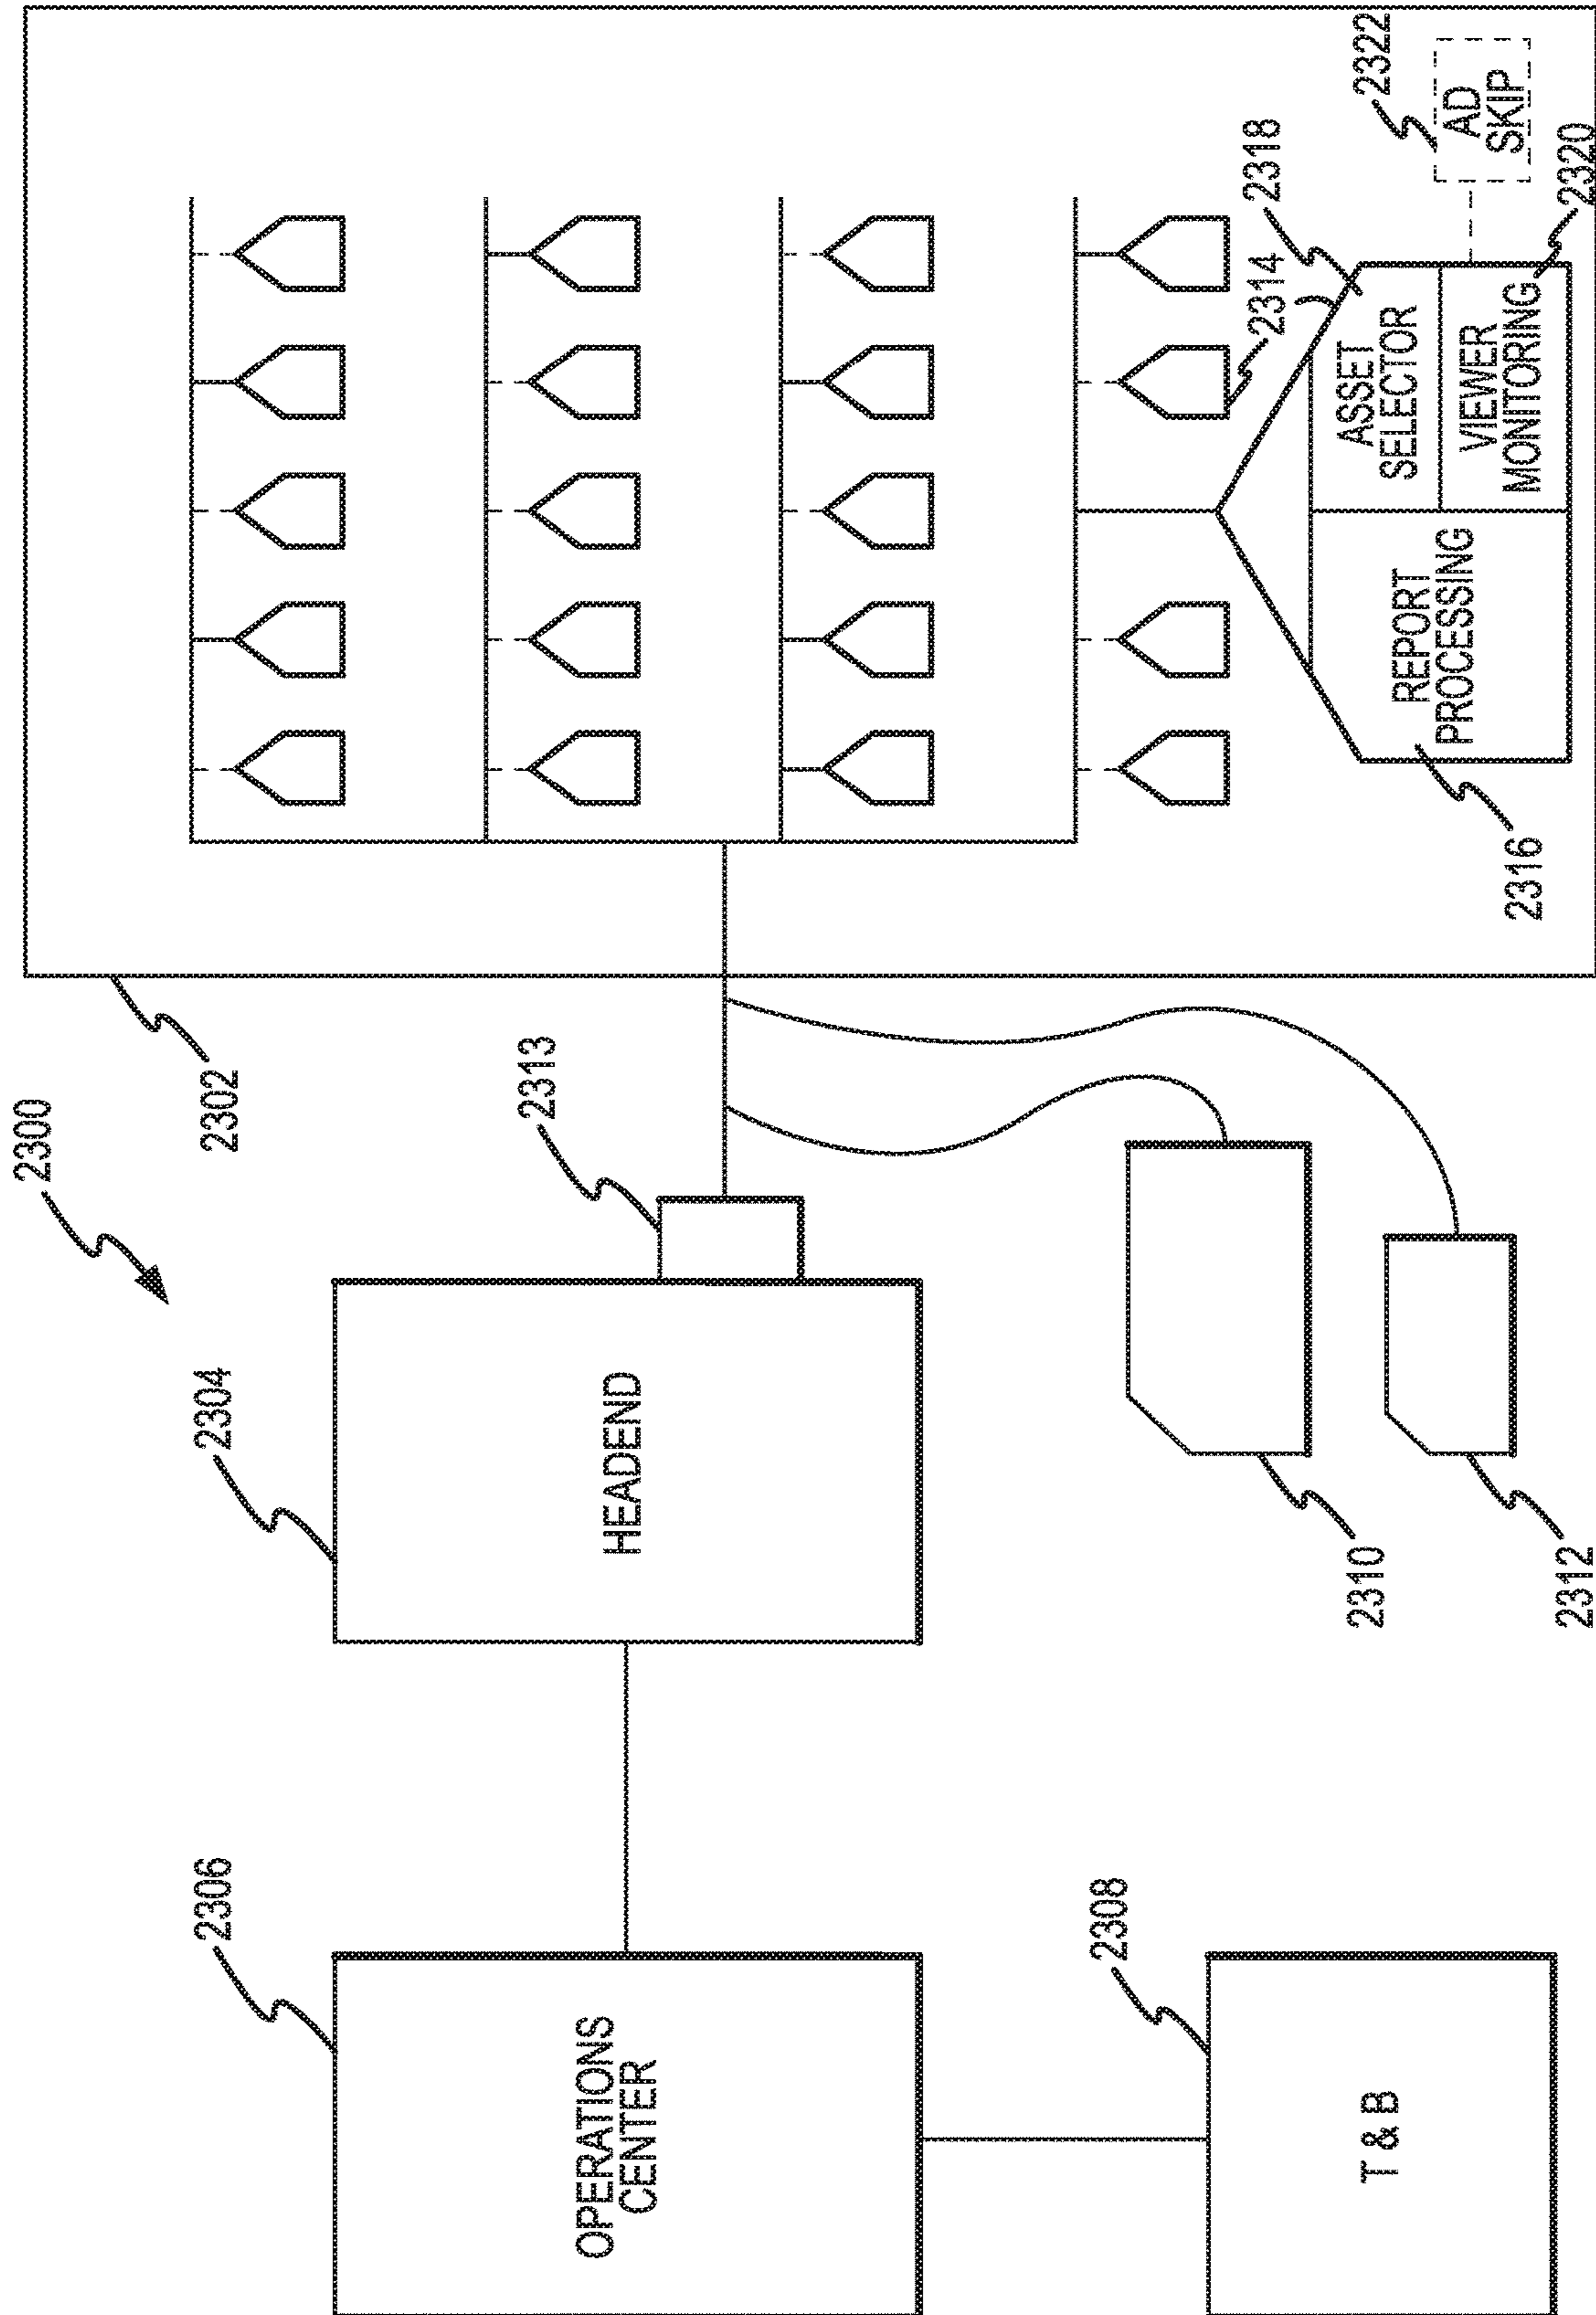 2300
2302
2304
2306
2308
2310
2312
2313
2314
2316
2318
2320
2322
OPERATIONS
CENTER
HEADEND
T & B
REPORT
PROCESSING
ASSET
SELECTOR
VIEWER
MONITORING
AD
SKIP